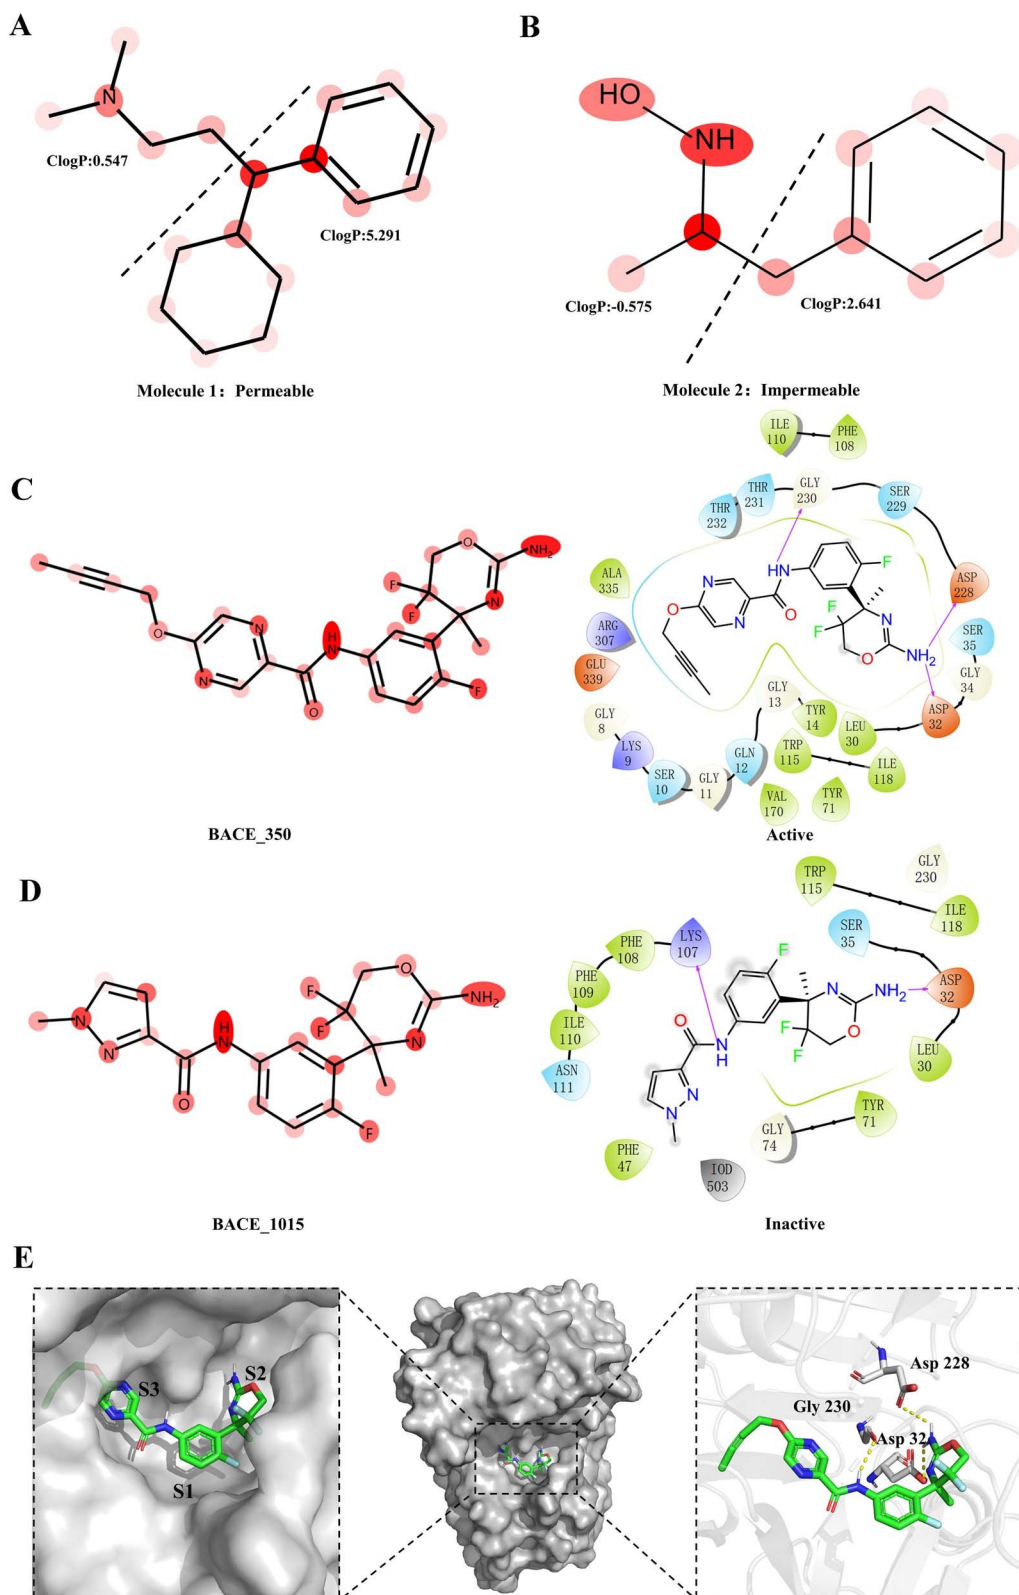 A
B
N
ClogP:0.547
ClogP:5.291
Molecule 1: Permeable
HO
NH
ClogP:-0.575
ClogP:2.641
Molecule 2: Impermeable
C
O
NH₂
F
F
N
O
N
N
H
N
O
F
BACE_350
ILE
110
PHE
108
THR
231
GLY
230
THR
232
SER
229
ALA
335
ASP
228
ARG
307
SER
35
GLU
339
GLY
34
GLY
13
ASP
32
GLY
8
TYR
14
LEU
30
LYS
9
GLN
12
TRP
115
ILE
118
SER
10
GLY
11
VAL
170
TYR
71
N
N
O
HN
O
F
F
F
N
O
NH₂
Active
D
O
NH₂
F
F
N
N
N
H
N
O
F
BACE_1015
TRP
115
GLY
230
ILE
118
SER
35
PHE
108
LYS
107
PHE
109
ASP
32
ILE
110
ASN
111
LEU
30
TYR
71
GLY
74
PHE
47
IOD
503
F
N
NH₂
O
F
F
O
N
H
N
N
Inactive
E
S3
S2
S1
Asp 228
Gly 230
Asp 32